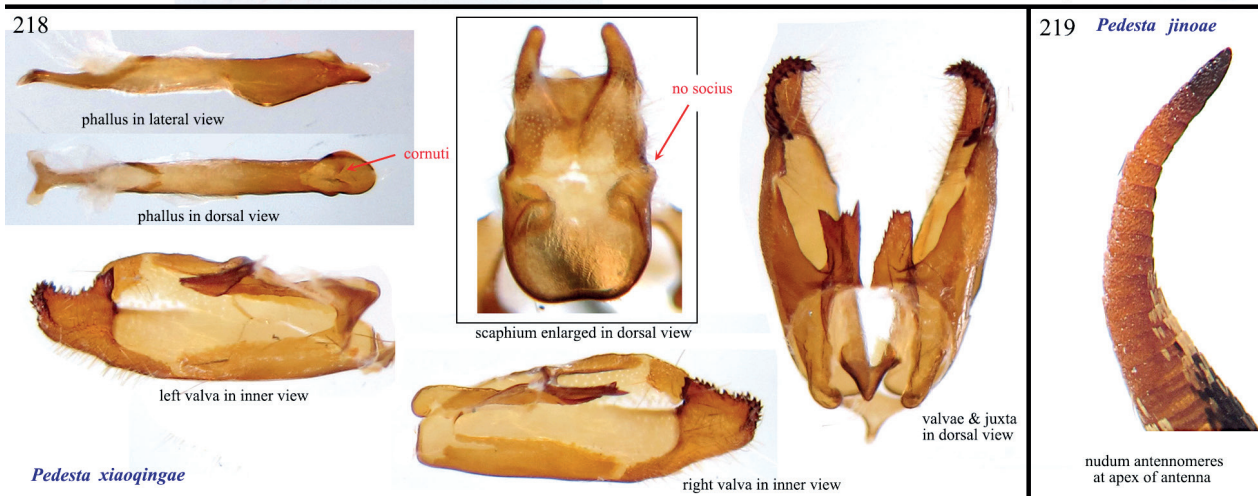 218
phallus in lateral view
cornuti
phallus in dorsal view
no socius
scaphium enlarged in dorsal view
left valva in inner view
valvae & juxta
in dorsal view
right valva in inner view
Pedesta xiaoqingae
219
Pedesta jinoae
nudum antennomeres
at apex of antenna